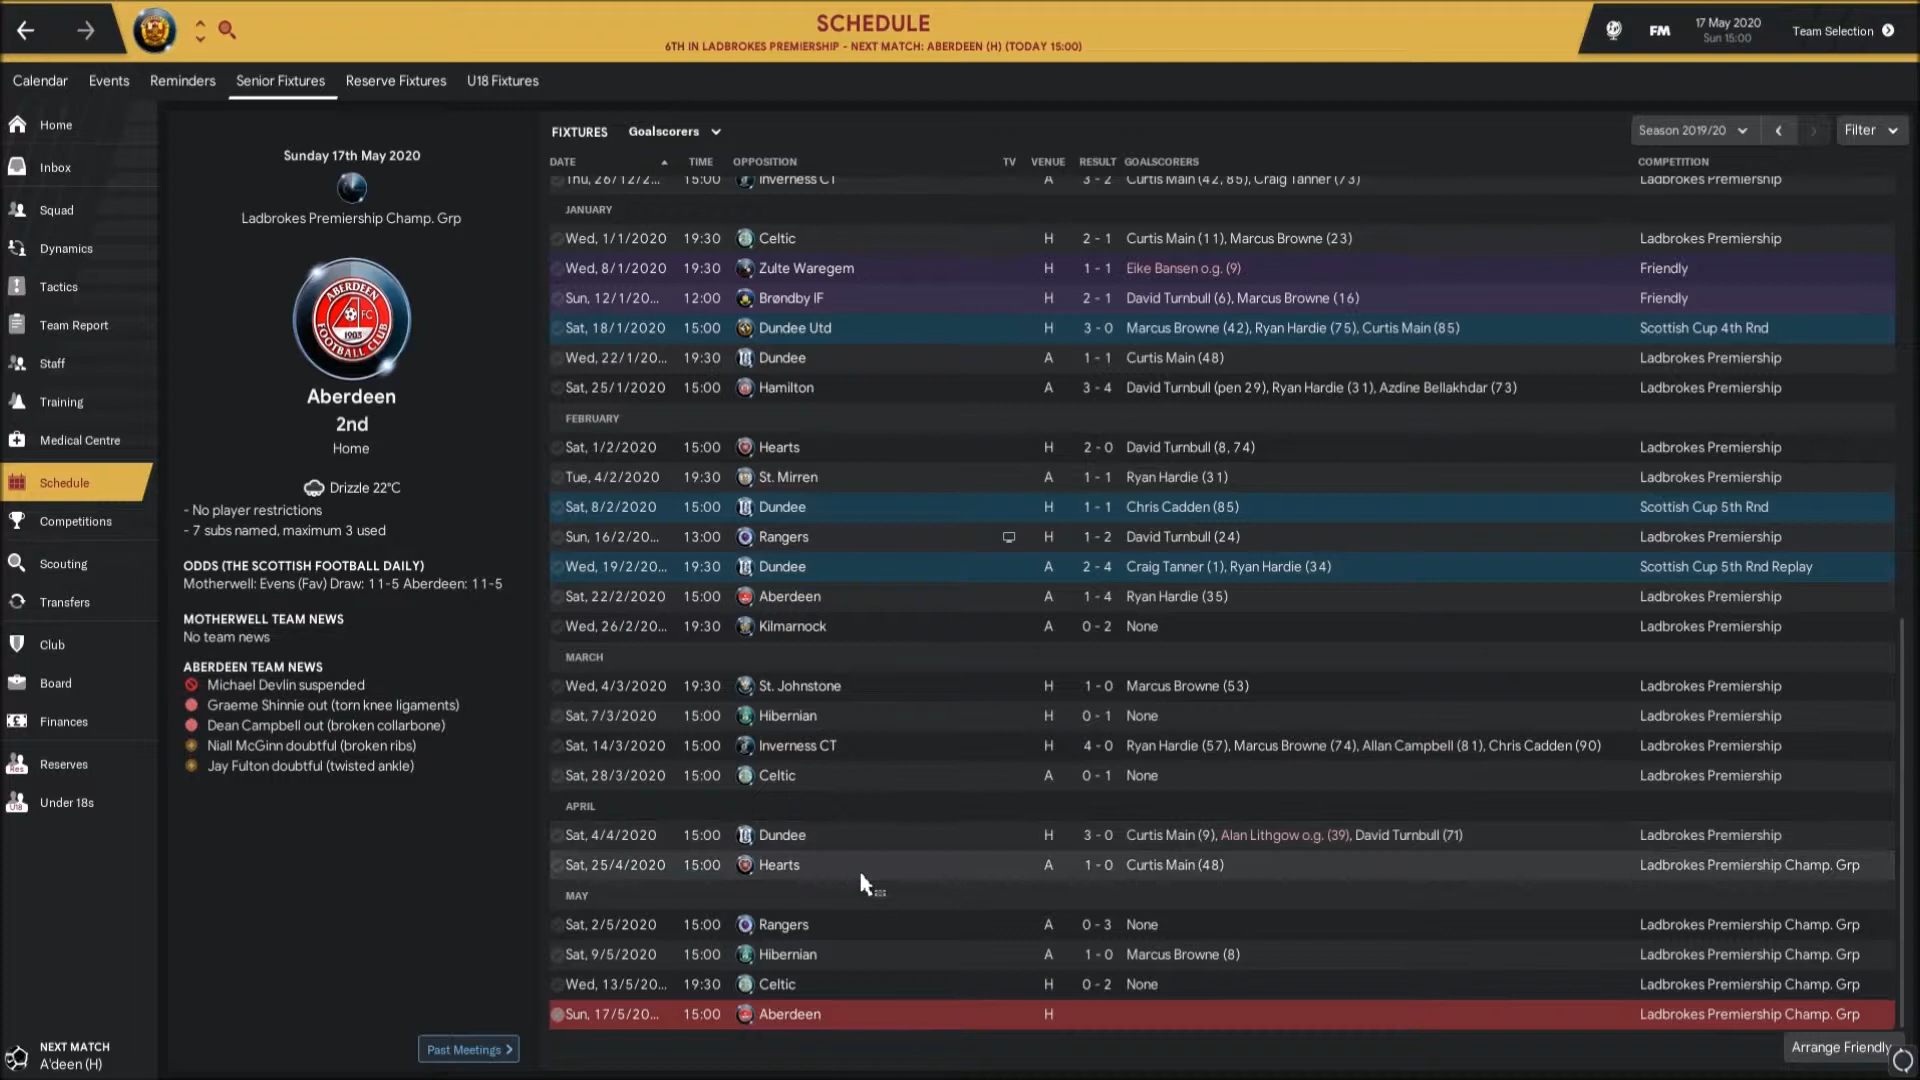 SCHEDULE
6TH IN LADBROKES PREMIERSHIP - NEXT MATCH: ABERDEEN (H) (TODAY 15:00)
FM
17 May 2020
Sun 15:00
Team Selection
Calendar Events Reminders Senior Fixtures Reserve Fixtures U18 Fixtures
Home
Inbox
Squad
Dynamics
Tactics
Team Report
Staff
Training
Medical Centre
Schedule
Competitions
Scouting
Transfers
Club
Board
Finances
Res
Reserves
U18
Under 18s
NEXT MATCH
A'deen (H)
Sunday 17th May 2020
Ladbrokes Premiership Champ. Grp
ABERDEEN
FC
1903
FOOTBALL CLUB
Aberdeen
2nd
Home
Drizzle 22°C
- No player restrictions
- 7 subs named, maximum 3 used
ODDS (THE SCOTTISH FOOTBALL DAILY)
Motherwell: Evens (Fav) Draw: 11-5 Aberdeen: 11-5
MOTHERWELL TEAM NEWS
No team news
ABERDEEN TEAM NEWS
Michael Devlin suspended
Graeme Shinnie out (torn knee ligaments)
Dean Campbell out (broken collarbone)
Niall McGinn doubtful (broken ribs)
Jay Fulton doubtful (twisted ankle)
Past Meetings
FIXTURES Goalscorers
Season 2019/20 Filter
DATE TIME OPPOSITION TV VENUE RESULT GOALSCORERS COMPETITION
Thu, 26/12/2... 15:00 Inverness CT A 3 - 2 Curtis Main (42, 85), Craig Tanner (73) Ladbrokes Premiership
JANUARY
Wed, 1/1/2020 19:30 Celtic H 2 - 1 Curtis Main (11), Marcus Browne (23) Ladbrokes Premiership
Wed, 8/1/2020 19:30 Zulte Waregem H 1 - 1 Eike Bansen o.g. (9) Friendly
Sun, 12/1/20... 12:00 Brøndby IF H 2 - 1 David Turnbull (6), Marcus Browne (16) Friendly
Sat, 18/1/2020 15:00 Dundee Utd H 3 - 0 Marcus Browne (42), Ryan Hardie (75), Curtis Main (85) Scottish Cup 4th Rnd
Wed, 22/1/20... 19:30 Dundee A 1 - 1 Curtis Main (48) Ladbrokes Premiership
Sat, 25/1/2020 15:00 Hamilton A 3 - 4 David Turnbull (pen 29), Ryan Hardie (31), Azdine Bellakhdar (73) Ladbrokes Premiership
FEBRUARY
Sat, 1/2/2020 15:00 Hearts H 2 - 0 David Turnbull (8, 74) Ladbrokes Premiership
Tue, 4/2/2020 19:30 St. Mirren A 1 - 1 Ryan Hardie (31) Ladbrokes Premiership
Sat, 8/2/2020 15:00 Dundee H 1 - 1 Chris Cadden (85) Scottish Cup 5th Rnd
Sun, 16/2/20... 13:00 Rangers H 1 - 2 David Turnbull (24) Ladbrokes Premiership
Wed, 19/2/20... 19:30 Dundee A 2 - 4 Craig Tanner (1), Ryan Hardie (34) Scottish Cup 5th Rnd Replay
Sat, 22/2/2020 15:00 Aberdeen A 1 - 4 Ryan Hardie (35) Ladbrokes Premiership
Wed, 26/2/20... 19:30 Kilmarnock A 0 - 2 None Ladbrokes Premiership
MARCH
Wed, 4/3/2020 19:30 St. Johnstone H 1 - 0 Marcus Browne (53) Ladbrokes Premiership
Sat, 7/3/2020 15:00 Hibernian H 0 - 1 None Ladbrokes Premiership
Sat, 14/3/2020 15:00 Inverness CT H 4 - 0 Ryan Hardie (57), Marcus Browne (74), Allan Campbell (81), Chris Cadden (90) Ladbrokes Premiership
Sat, 28/3/2020 15:00 Celtic A 0 - 1 None Ladbrokes Premiership
APRIL
Sat, 4/4/2020 15:00 Dundee H 3 - 0 Curtis Main (9), Alan Lithgow o.g. (39), David Turnbull (71) Ladbrokes Premiership
Sat, 25/4/2020 15:00 Hearts A 1 - 0 Curtis Main (48) Ladbrokes Premiership Champ. Grp
MAY
Sat, 2/5/2020 15:00 Rangers A 0 - 3 None Ladbrokes Premiership Champ. Grp
Sat, 9/5/2020 15:00 Hibernian A 1 - 0 Marcus Browne (8) Ladbrokes Premiership Champ. Grp
Wed, 13/5/20... 19:30 Celtic H 0 - 2 None Ladbrokes Premiership Champ. Grp
Sun, 17/5/20... 15:00 Aberdeen H Ladbrokes Premiership Champ. Grp
Arrange Friendly